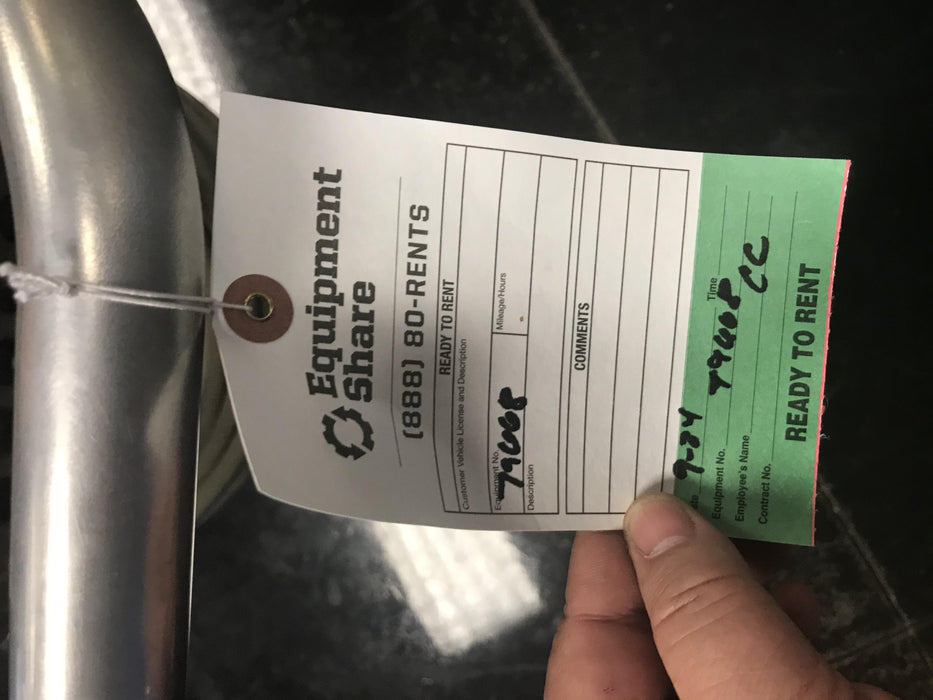 Equipment
Share
(888) 80-RENTS
READY TO RENT
Customer Vehicle License and Description
Equipment No. Mileage/Hours
79608
Description
COMMENTS
9-24 Time
Equipment No. 79608
Employee's Name CC
Contract No.
READY TO RENT